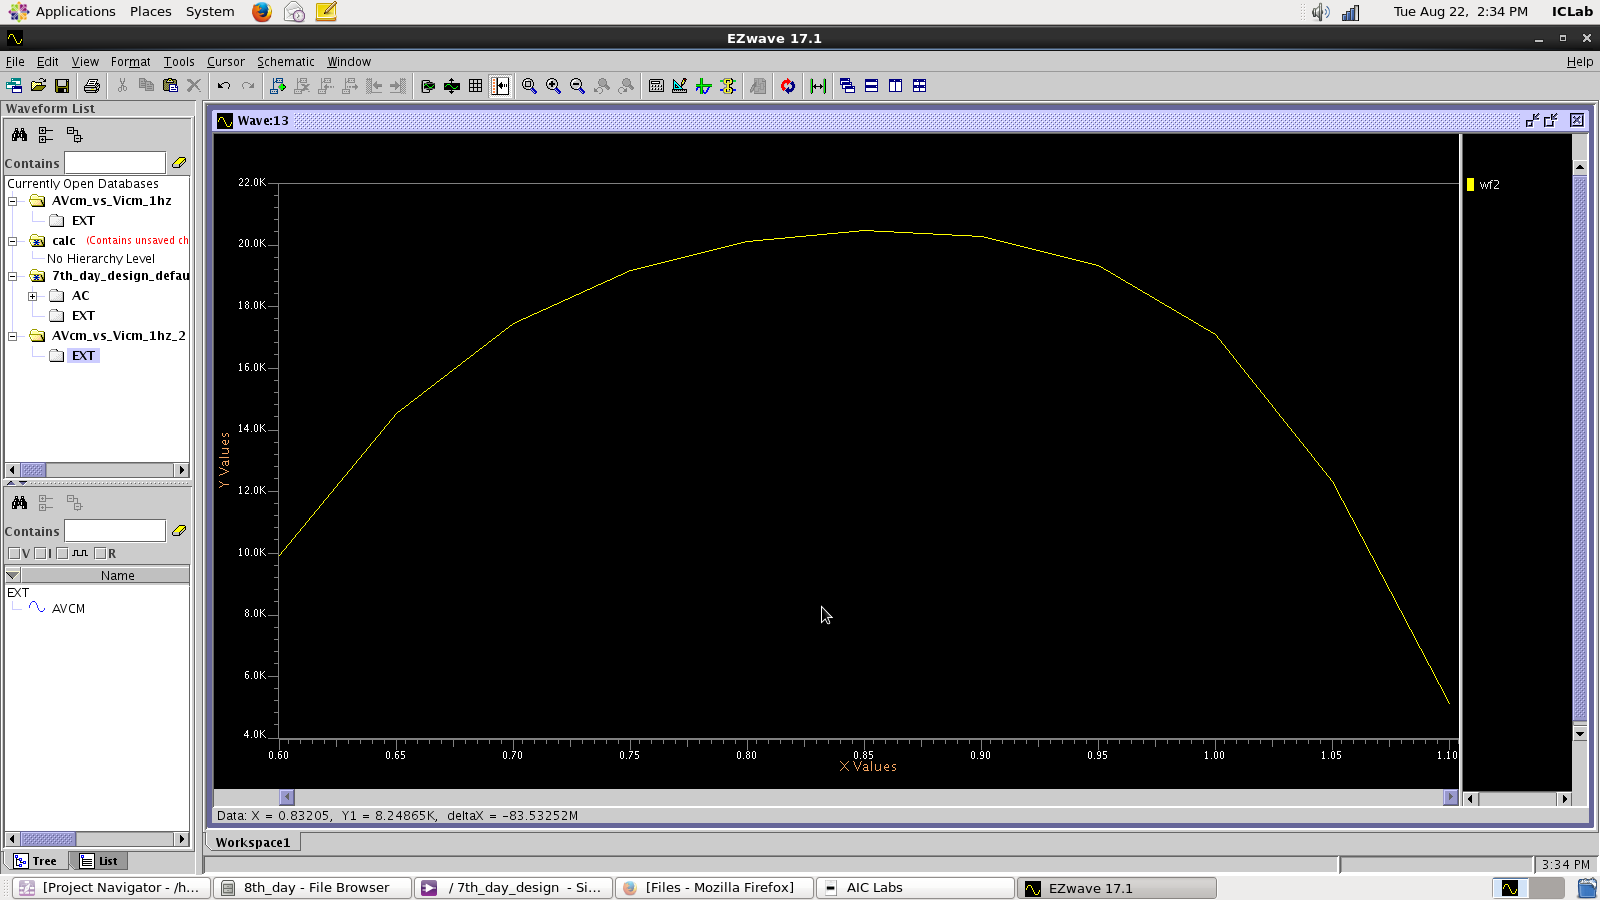 Applications Places System
Tue Aug 22, 2:34 PM ICLab
EZwave 17.1
File Edit View Format Tools Cursor Schematic Window Help
Waveform List
Contains
Currently Open Databases
AVcm_vs_Vicm_1hz
EXT
calc (Contains unsaved ch
No Hierarchy Level
7th_day_design_defau
AC
EXT
AVcm_vs_Vicm_1hz_2
EXT
Contains
V I R
Name
EXT
AVCM
Tree List
Wave:13
wf2
22.0K
20.0K
18.0K
16.0K
14.0K
12.0K
10.0K
8.0K
6.0K
4.0K
Y Values
0.60 0.65 0.70 0.75 0.80 0.85 0.90 0.95 1.00 1.05 1.10
X Values
Data: X = 0.83205, Y1 = 8.24865K, deltaX = -83.53252M
Workspace1
3:34 PM
[Project Navigator - /h...
8th_day - File Browser
/ 7th_day_design - Si...
[Files - Mozilla Firefox]
AIC Labs
EZwave 17.1